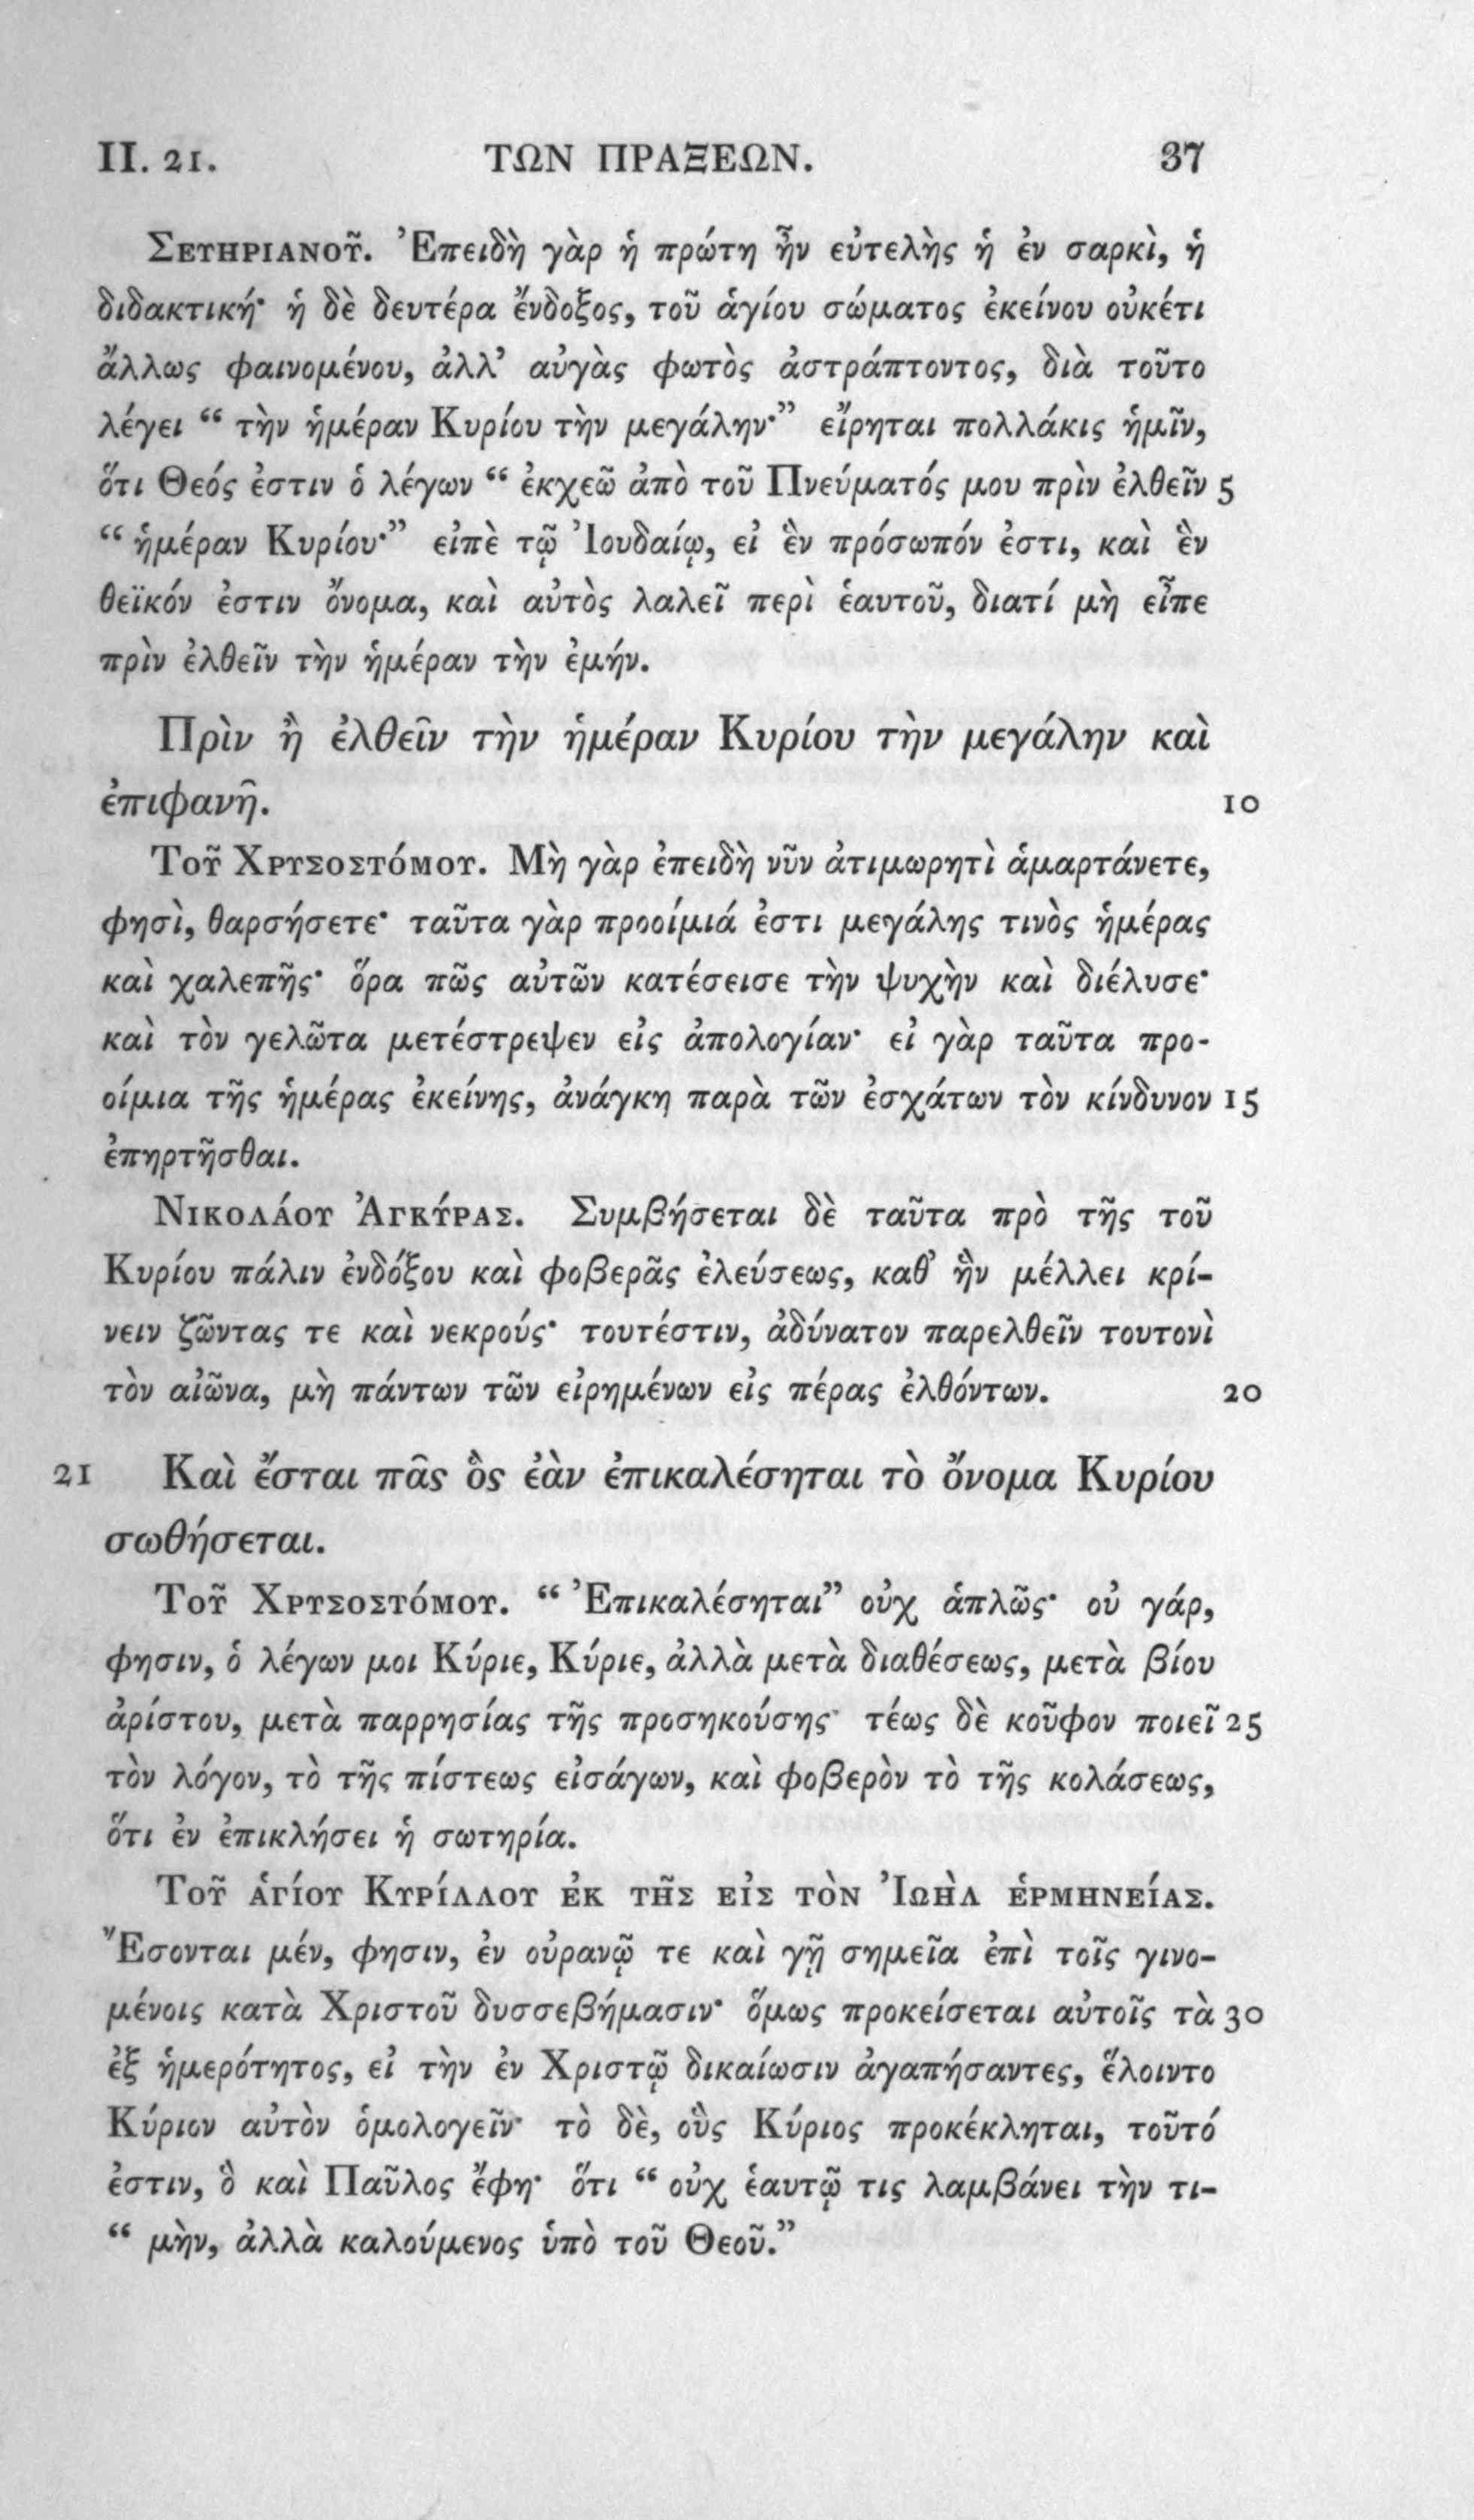 II. 21. ΤΩΝ ΠΡΑΞΕΩΝ. 37
ΣΕΥΗΡΙΑΝΟΥ͂. Ἐπειδὴ γὰρ ἡ πρώτη ἦν εὐτελὴς ἡ ἐν σαρκὶ, ἡ
διδακτική· ἡ δὲ δευτέρα ἔνδοξος, τοῦ ἁγίου σώματος ἐκείνου οὐκέτι
ἄλλως φαινομένου, ἀλλ’ αὐγὰς φωτὸς ἀστράπτοντος, διὰ τοῦτο
λέγει “ τὴν ἡμέραν Κυρίου τὴν μεγάλην·” εἴρηται πολλάκις ἡμῖν,
ὅτι Θεός ἐστιν ὁ λέγων “ ἐκχεῶ ἀπὸ τοῦ Πνεύματός μου πρὶν ἐλθεῖν 5
“ ἡμέραν Κυρίου·” εἰπὲ τῷ Ἰουδαίῳ, εἰ ἓν πρόσωπόν ἐστι, καὶ ἓν
θεϊκόν ἐστιν ὄνομα, καὶ αὐτὸς λαλεῖ περὶ ἑαυτοῦ, διατί μὴ εἶπε
πρὶν ἐλθεῖν τὴν ἡμέραν τὴν ἐμήν.
Πρὶν ἢ ἐλθεῖν τὴν ἡμέραν Κυρίου τὴν μεγάλην καὶ
ἐπιφανῆ. 10
ΤΟΥ͂ ΧΡΥΣΟΣΤΌΜΟΥ. Μὴ γὰρ ἐπειδὴ νῦν ἀτιμωρητὶ ἁμαρτάνετε,
φησὶ, θαρσήσετε· ταῦτα γὰρ προοίμιά ἐστι μεγάλης τινὸς ἡμέρας
καὶ χαλεπῆς· ὅρα πῶς αὐτῶν κατέσεισε τὴν ψυχὴν καὶ διέλυσε·
καὶ τὸν γελῶτα μετέστρεψεν εἰς ἀπολογίαν· εἰ γὰρ ταῦτα προ-
οίμια τῆς ἡμέρας ἐκείνης, ἀνάγκη παρὰ τῶν ἐσχάτων τὸν κίνδυνον 15
ἐπηρτῆσθαι.
ΝΙΚΟΛΆΟΥ ἈΓΚΎΡΑΣ. Συμβήσεται δὲ ταῦτα πρὸ τῆς τοῦ
Κυρίου πάλιν ἐνδόξου καὶ φοβερᾶς ἐλεύσεως, καθ’ ἣν μέλλει κρί-
νειν ζῶντας τε καὶ νεκρούς· τουτέστιν, ἀδύνατον παρελθεῖν τουτονὶ
τὸν αἰῶνα, μὴ πάντων τῶν εἰρημένων εἰς πέρας ἐλθόντων. 20
21 Καὶ ἔσται πᾶς ὃς ἐὰν ἐπικαλέσηται τὸ ὄνομα Κυρίου
σωθήσεται.
ΤΟΥ͂ ΧΡΥΣΟΣΤΌΜΟΥ. “ Ἐπικαλέσηται” οὐχ ἁπλῶς· οὐ γάρ,
φησιν, ὁ λέγων μοι Κύριε, Κύριε, ἀλλὰ μετὰ διαθέσεως, μετὰ βίου
ἀρίστου, μετὰ παρρησίας τῆς προσηκούσης· τέως δὲ κοῦφον ποιεῖ 25
τὸν λόγον, τὸ τῆς πίστεως εἰσάγων, καὶ φοβερὸν τὸ τῆς κολάσεως,
ὅτι ἐν ἐπικλήσει ἡ σωτηρία.
ΤΟΥ͂ ἉΓΊΟΥ ΚΥΡΊΛΛΟΥ ἘΚ ΤΗ͂Σ ΕἸΣ ΤῸΝ ἸΩῊΛ ἙΡΜΗΝΕΊΑΣ.
Ἔσονται μέν, φησιν, ἐν οὐρανῷ τε καὶ γῇ σημεῖα ἐπὶ τοῖς γινο-
μένοις κατὰ Χριστοῦ δυσσεβήμασιν· ὅμως προκείσεται αὐτοῖς τὰ 30
ἐξ ἡμερότητος, εἰ τὴν ἐν Χριστῷ δικαίωσιν ἀγαπήσαντες, ἕλοιντο
Κύριον αὐτὸν ὁμολογεῖν· τὸ δὲ, οὓς Κύριος προκέκληται, τοῦτό
ἐστιν, ὃ καὶ Παῦλος ἔφη· ὅτι “ οὐχ ἑαυτῷ τις λαμβάνει τὴν τι-
“ μὴν, ἀλλὰ καλούμενος ὑπὸ τοῦ Θεοῦ.”